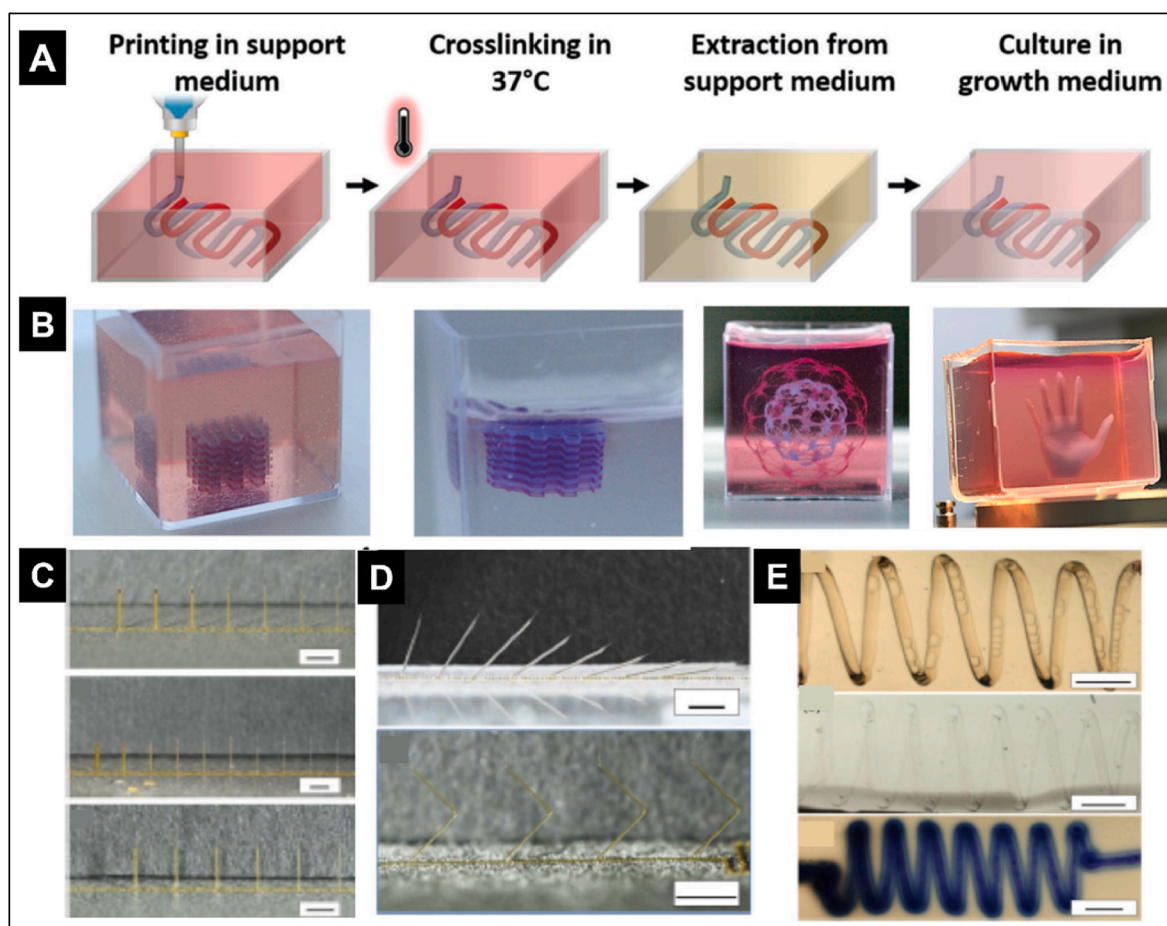 A
Printing in support
medium
Crosslinking in
37°C
Extraction from
support medium
Culture in
growth medium
B
C
D
E